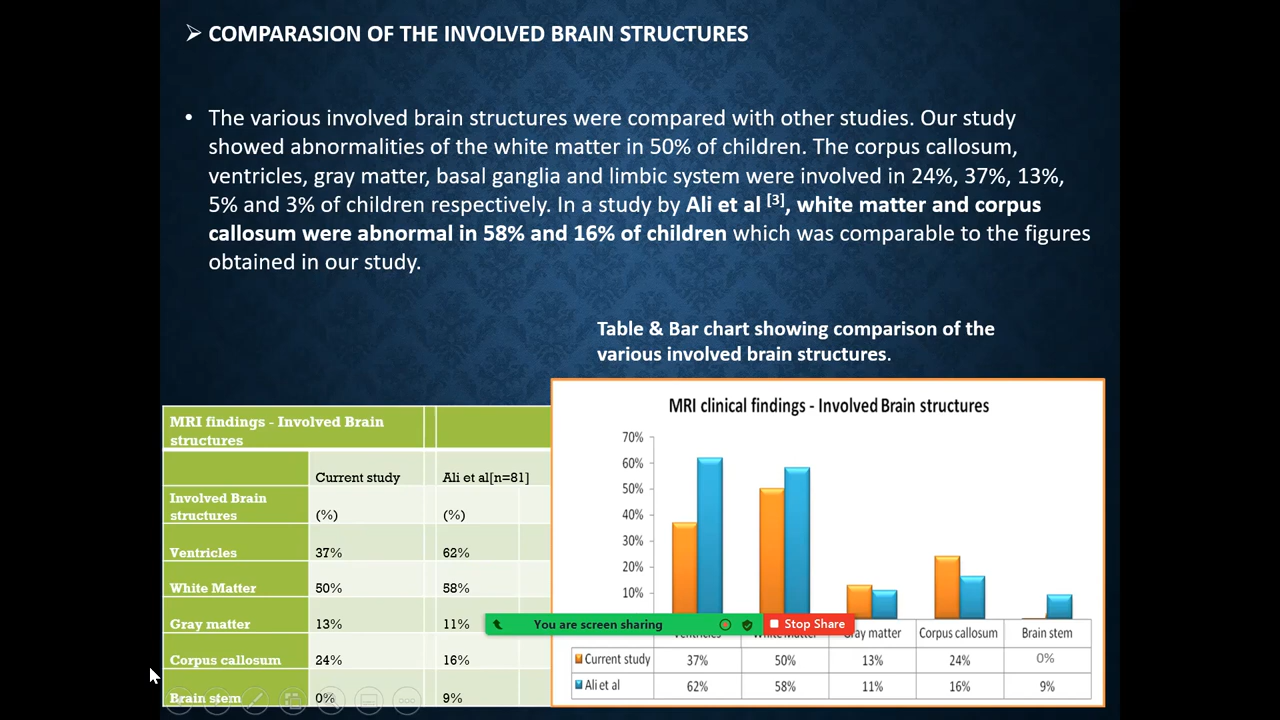 ➢ COMPARASION OF THE INVOLVED BRAIN STRUCTURES
• The various involved brain structures were compared with other studies. Our study
showed abnormalities of the white matter in 50% of children. The corpus callosum,
ventricles, gray matter, basal ganglia and limbic system were involved in 24%, 37%, 13%,
5% and 3% of children respectively. In a study by Ali et al [3], white matter and corpus
callosum were abnormal in 58% and 16% of children which was comparable to the figures
obtained in our study.
Table & Bar chart showing comparison of the
various involved brain structures.
MRI findings - Involved Brain
structures
Current study Ali et al[n=81]
Involved Brain
structures (%) (%)
Ventricles 37% 62%
White Matter 50% 58%
Gray matter 13% 11%
Corpus callosum 24% 16%
Brain stem 0% 9%
MRI clinical findings - Involved Brain structures
70%
60%
50%
40%
30%
20%
10%
Ventricles White Matter Gray matter Corpus callosum Brain stem
Current study 37% 50% 13% 24% 0%
Ali et al 62% 58% 11% 16% 9%
You are screen sharing Stop Share